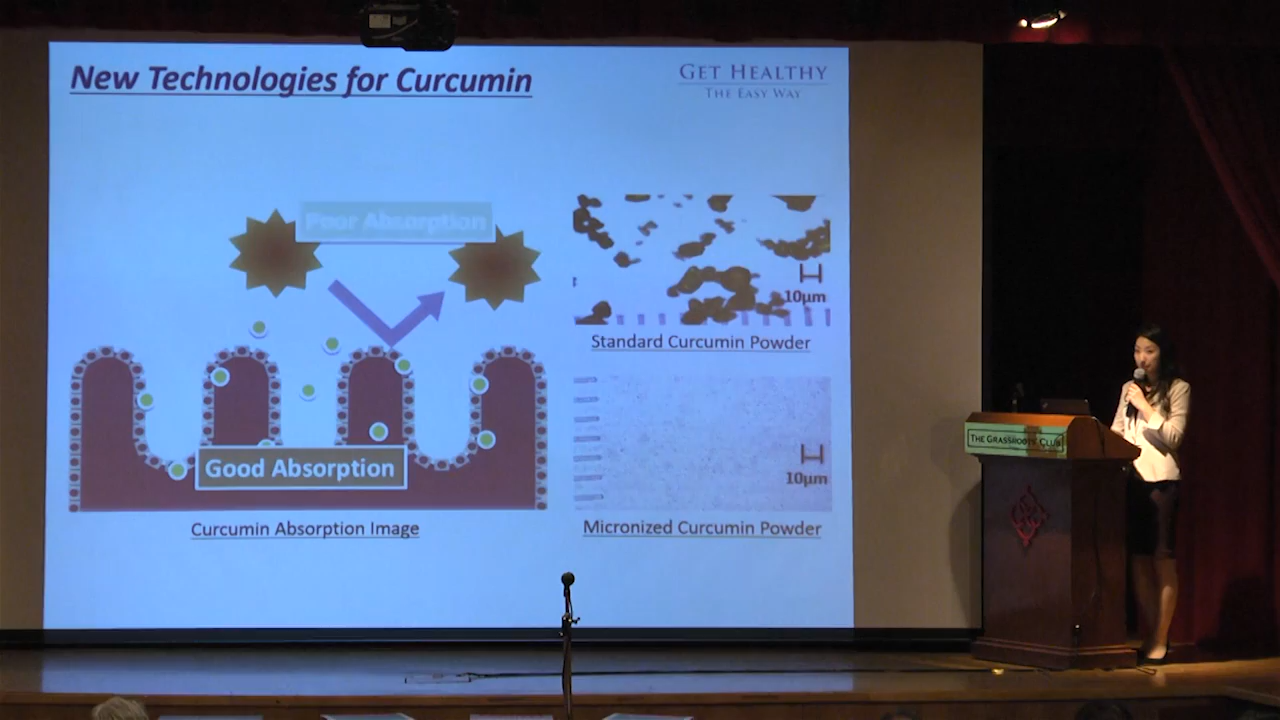 New Technologies for Curcumin
GET HEALTHY
THE EASY WAY
Poor Absorption
10µm
Standard Curcumin Powder
Good Absorption
10µm
Curcumin Absorption Image
Micronized Curcumin Powder
THE GRASSROOTS' CLUB